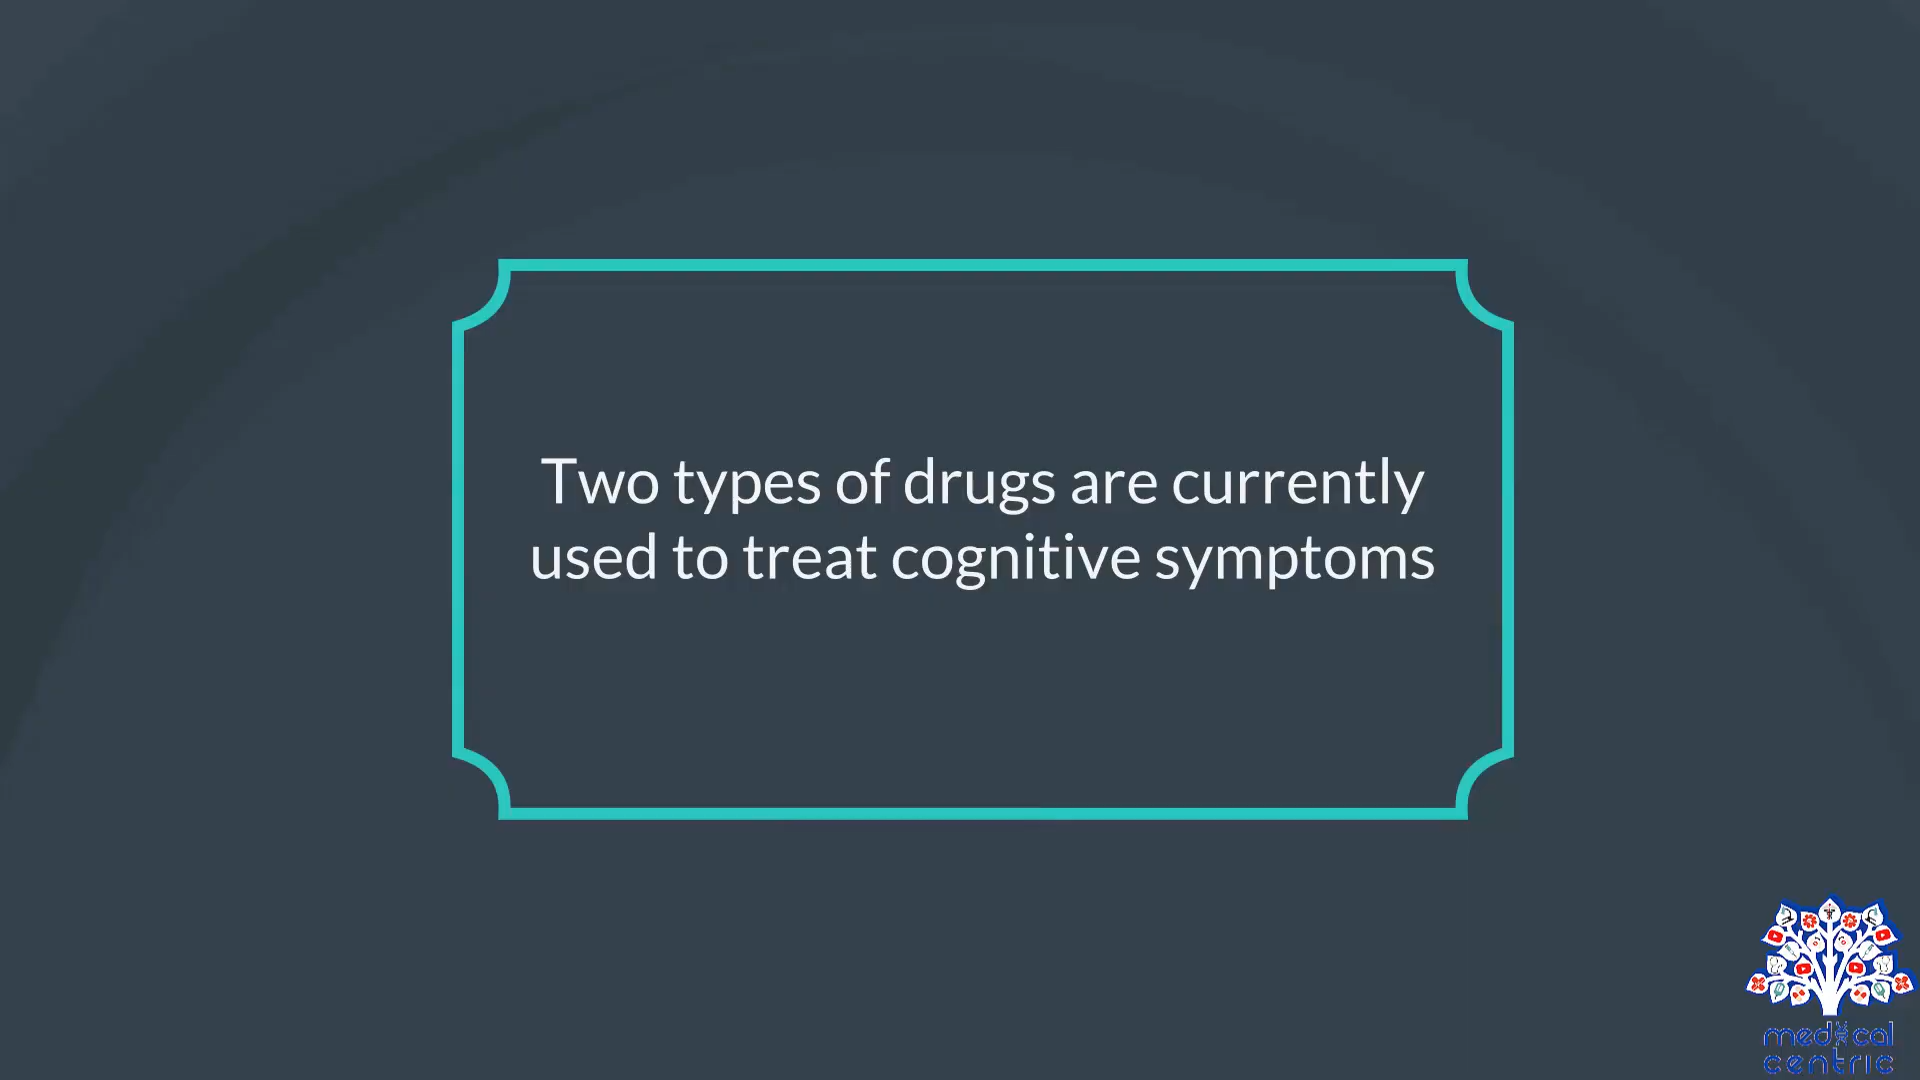 Two types of drugs are currently
used to treat cognitive symptoms
medical
centric